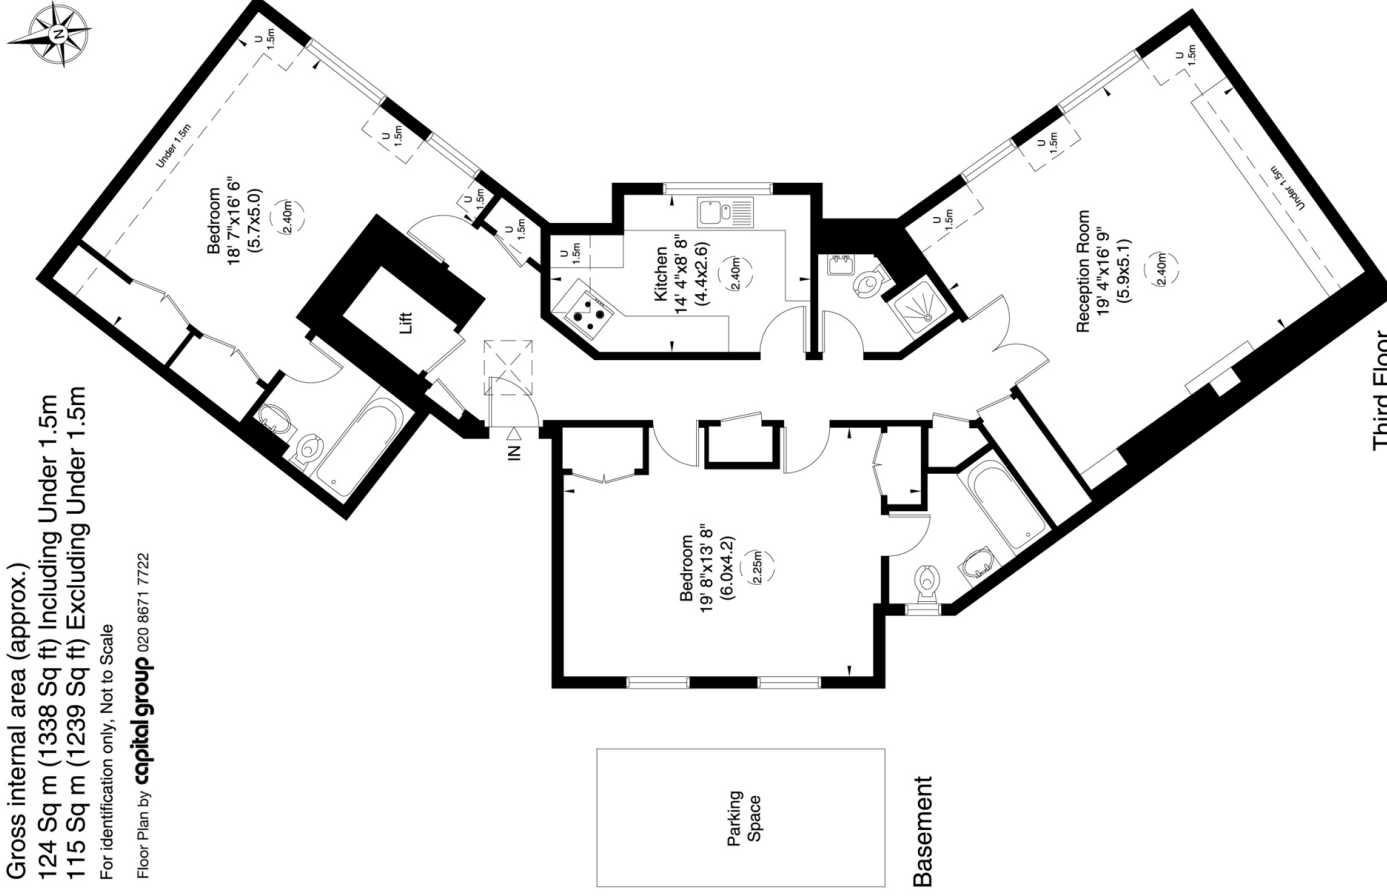 N
Gross internal area (approx.)
124 Sq m (1338 Sq ft) Including Under 1.5m
115 Sq m (1239 Sq ft) Excluding Under 1.5m
For identification only, Not to Scale
Floor Plan by capital group 020 8671 7722
U
1.5m
Under 1.5m
U
1.5m
U
1.5m
U
1.5m
Bedroom
18' 7"x16' 6"
(5.7x5.0)
2.40m
Lift
IN
U
1.5m
Kitchen
14' 4"x8' 8"
(4.4x2.6)
2.40m
Bedroom
19' 8"x13' 8"
(6.0x4.2)
2.25m
U
1.5m
U
1.5m
U
1.5m
Under 1.5m
Reception Room
19' 4"x16' 9"
(5.9x5.1)
2.40m
Third Floor
Parking
Space
Basement